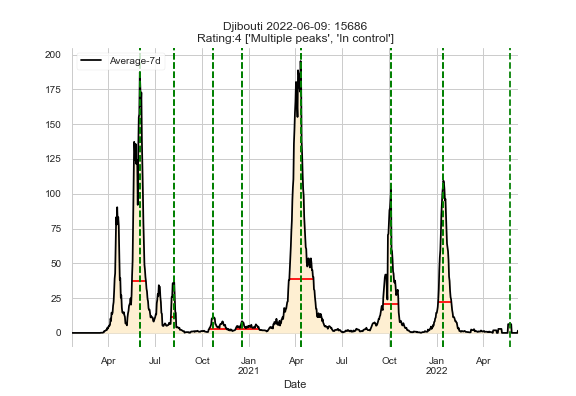 Djibouti 2022-06-09: 15686
Rating:4 ['Multiple peaks', 'In control']
Average-7d
200
175
150
125
100
75
50
25
0
Apr Jul Oct Jan Apr Jul Oct Jan Apr
2021 2022
Date